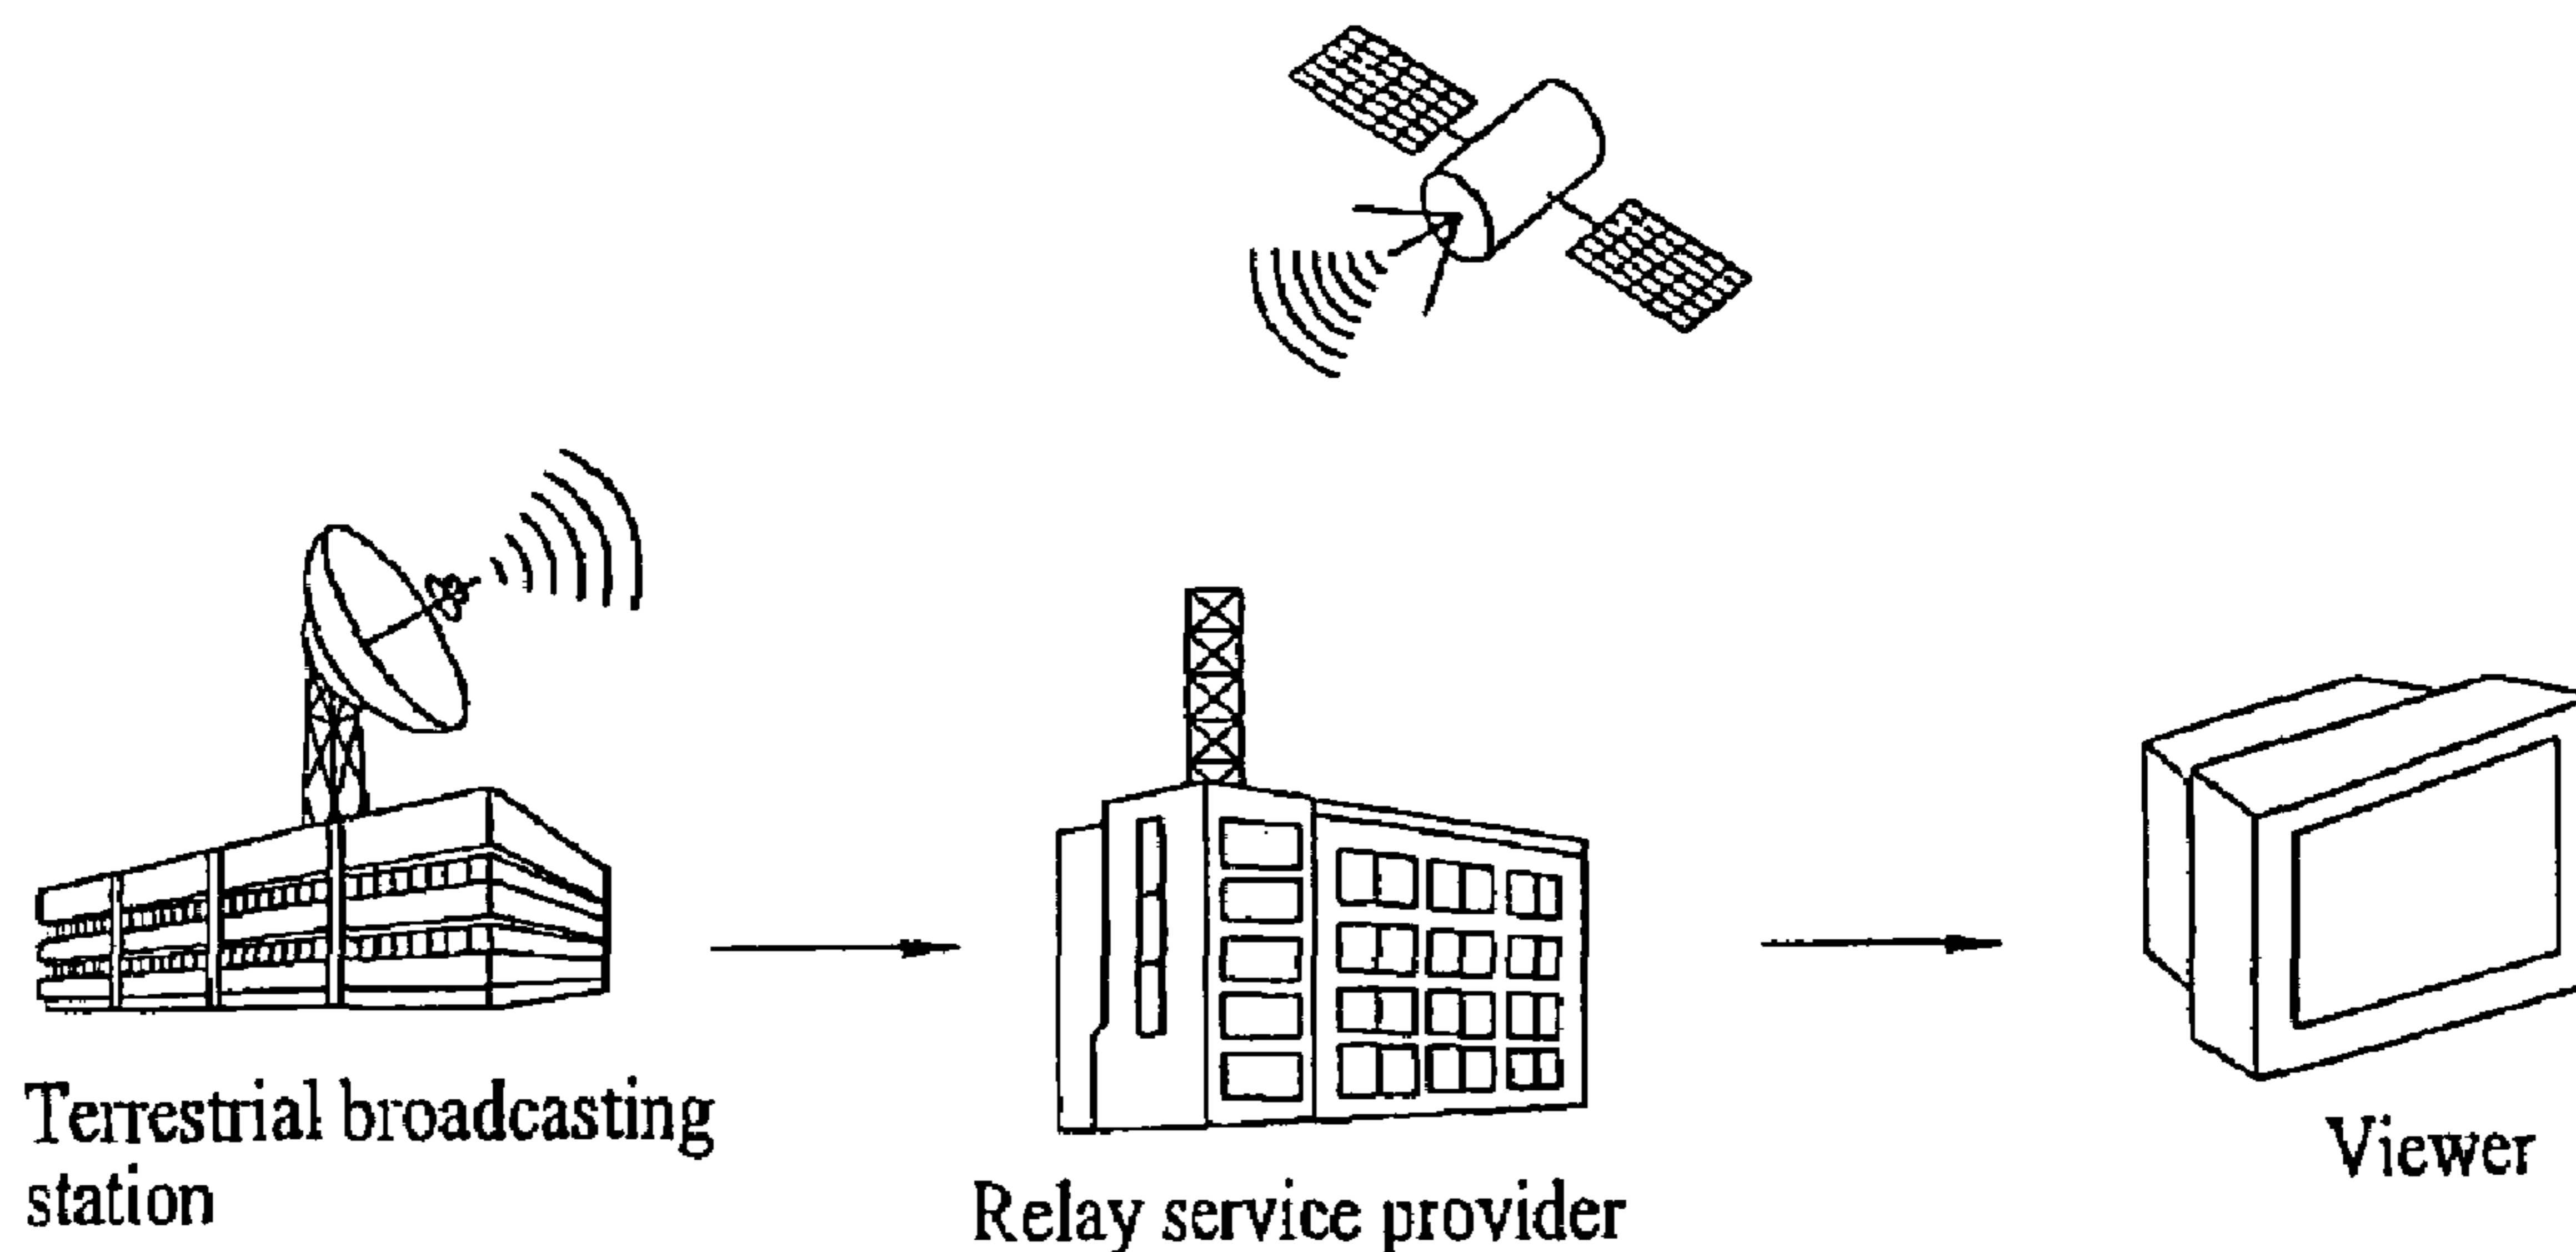 Terrestrial broadcasting
station
Relay service provider
Viewer